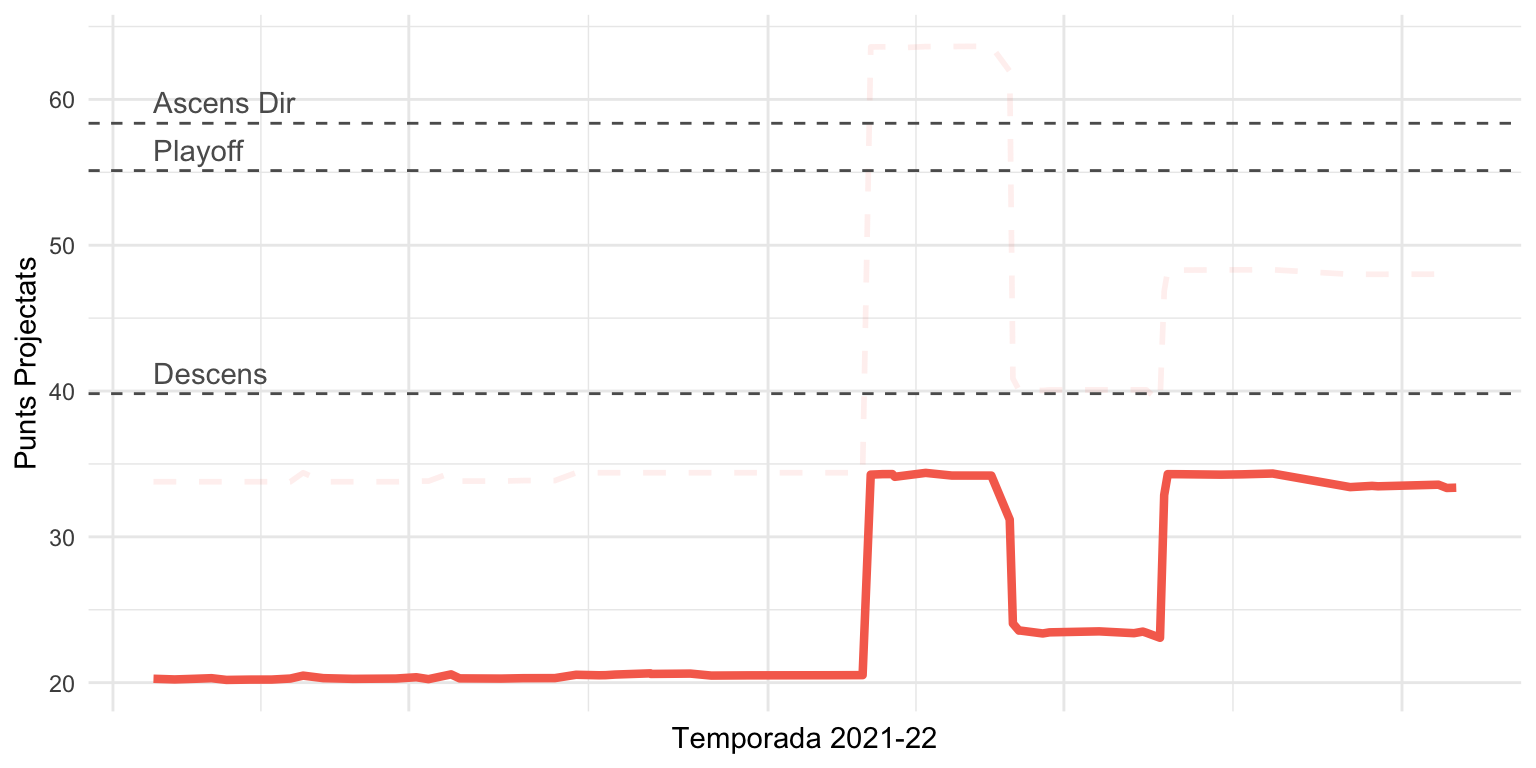 60
Ascens Dir
Playoff
50
Descens
40
30
20
Punts Projectats
Temporada 2021-22